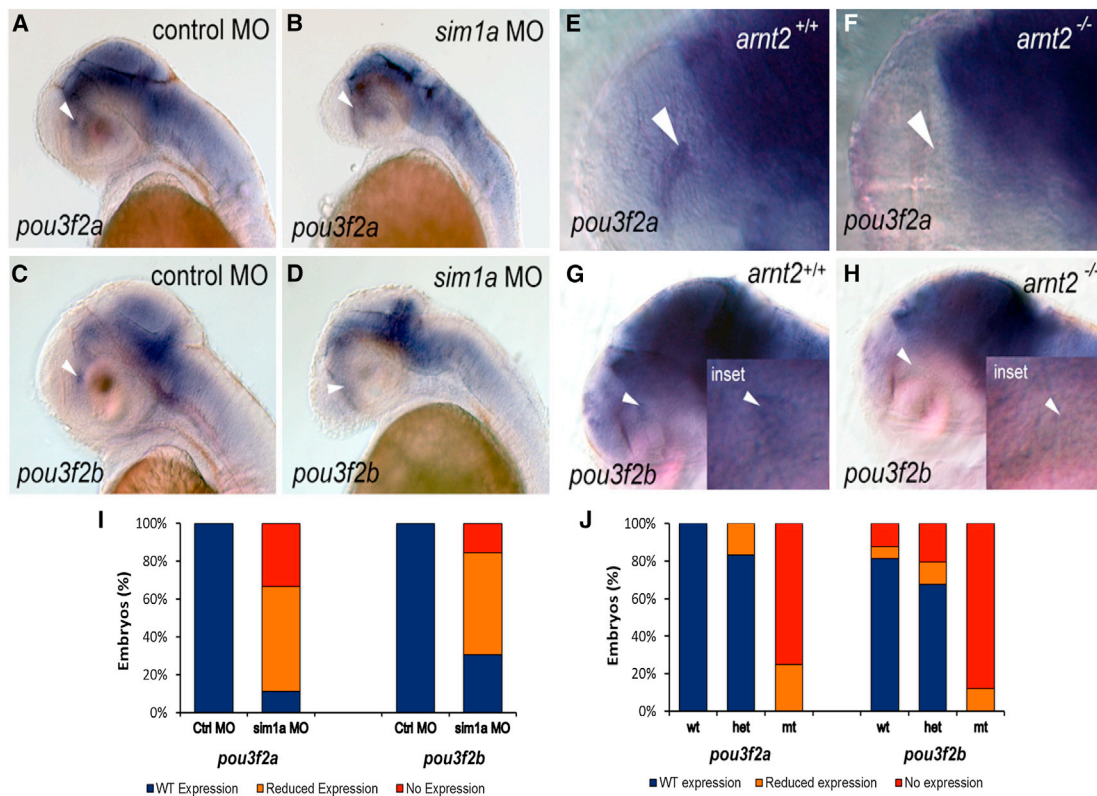 A
control MO
pou3f2a
B
sim1a MO
pou3f2a
E
arnt2 +/+
pou3f2a
F
arnt2 -/-
pou3f2a
C
control MO
pou3f2b
D
sim1a MO
pou3f2b
G
arnt2 +/+
inset
pou3f2b
H
arnt2 -/-
inset
pou3f2b
I
Embryos (%)
100%
80%
60%
40%
20%
0%
Ctrl MO sim1a MO Ctrl MO sim1a MO
pou3f2a pou3f2b
WT Expression Reduced Expression No Expression
J
Embryos (%)
100%
80%
60%
40%
20%
0%
wt het mt wt het mt
pou3f2a pou3f2b
WT expression Reduced expression No expression